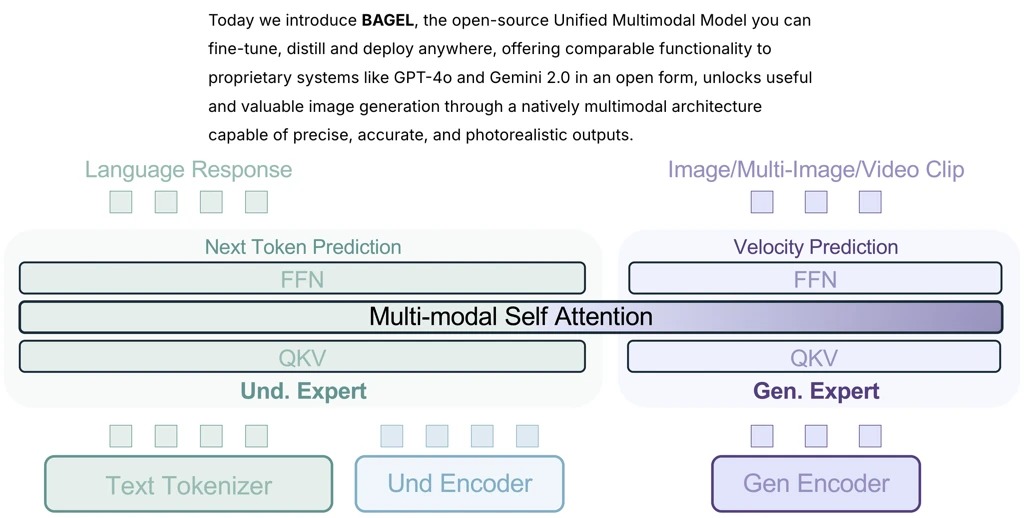 Today we introduce BAGEL, the open-source Unified Multimodal Model you can
fine-tune, distill and deploy anywhere, offering comparable functionality to
proprietary systems like GPT-4o and Gemini 2.0 in an open form, unlocks useful
and valuable image generation through a natively multimodal architecture
capable of precise, accurate, and photorealistic outputs.
Language Response
Image/Multi-Image/Video Clip
Next Token Prediction
Velocity Prediction
FFN
FFN
Multi-modal Self Attention
QKV
QKV
Und. Expert
Gen. Expert
Text Tokenizer
Und Encoder
Gen Encoder